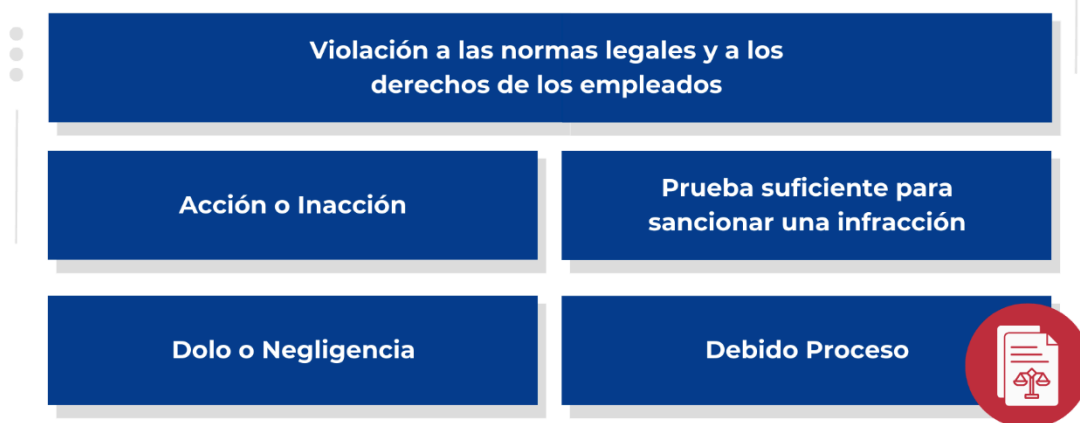 Violación a las normas legales y a los
derechos de los empleados
Acción o Inacción
Prueba suficiente para
sancionar una infracción
Dolo o Negligencia
Debido Proceso